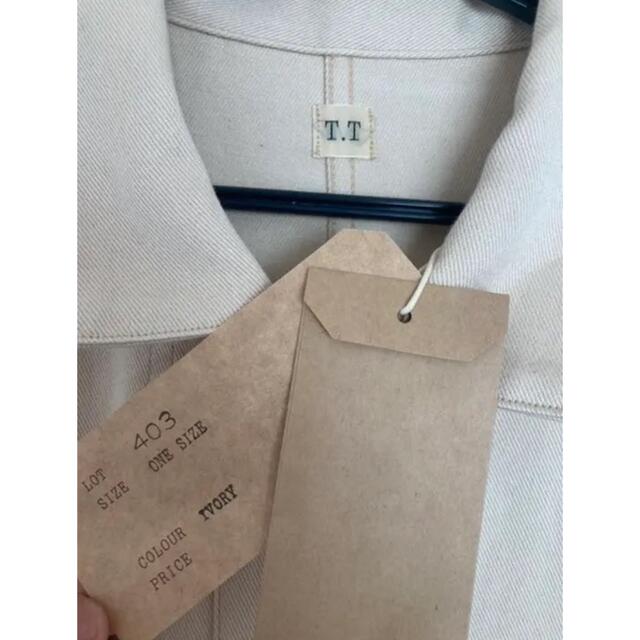 T.T
LOT 403
SIZE ONE SIZE
COLOUR IVORY
PRICE